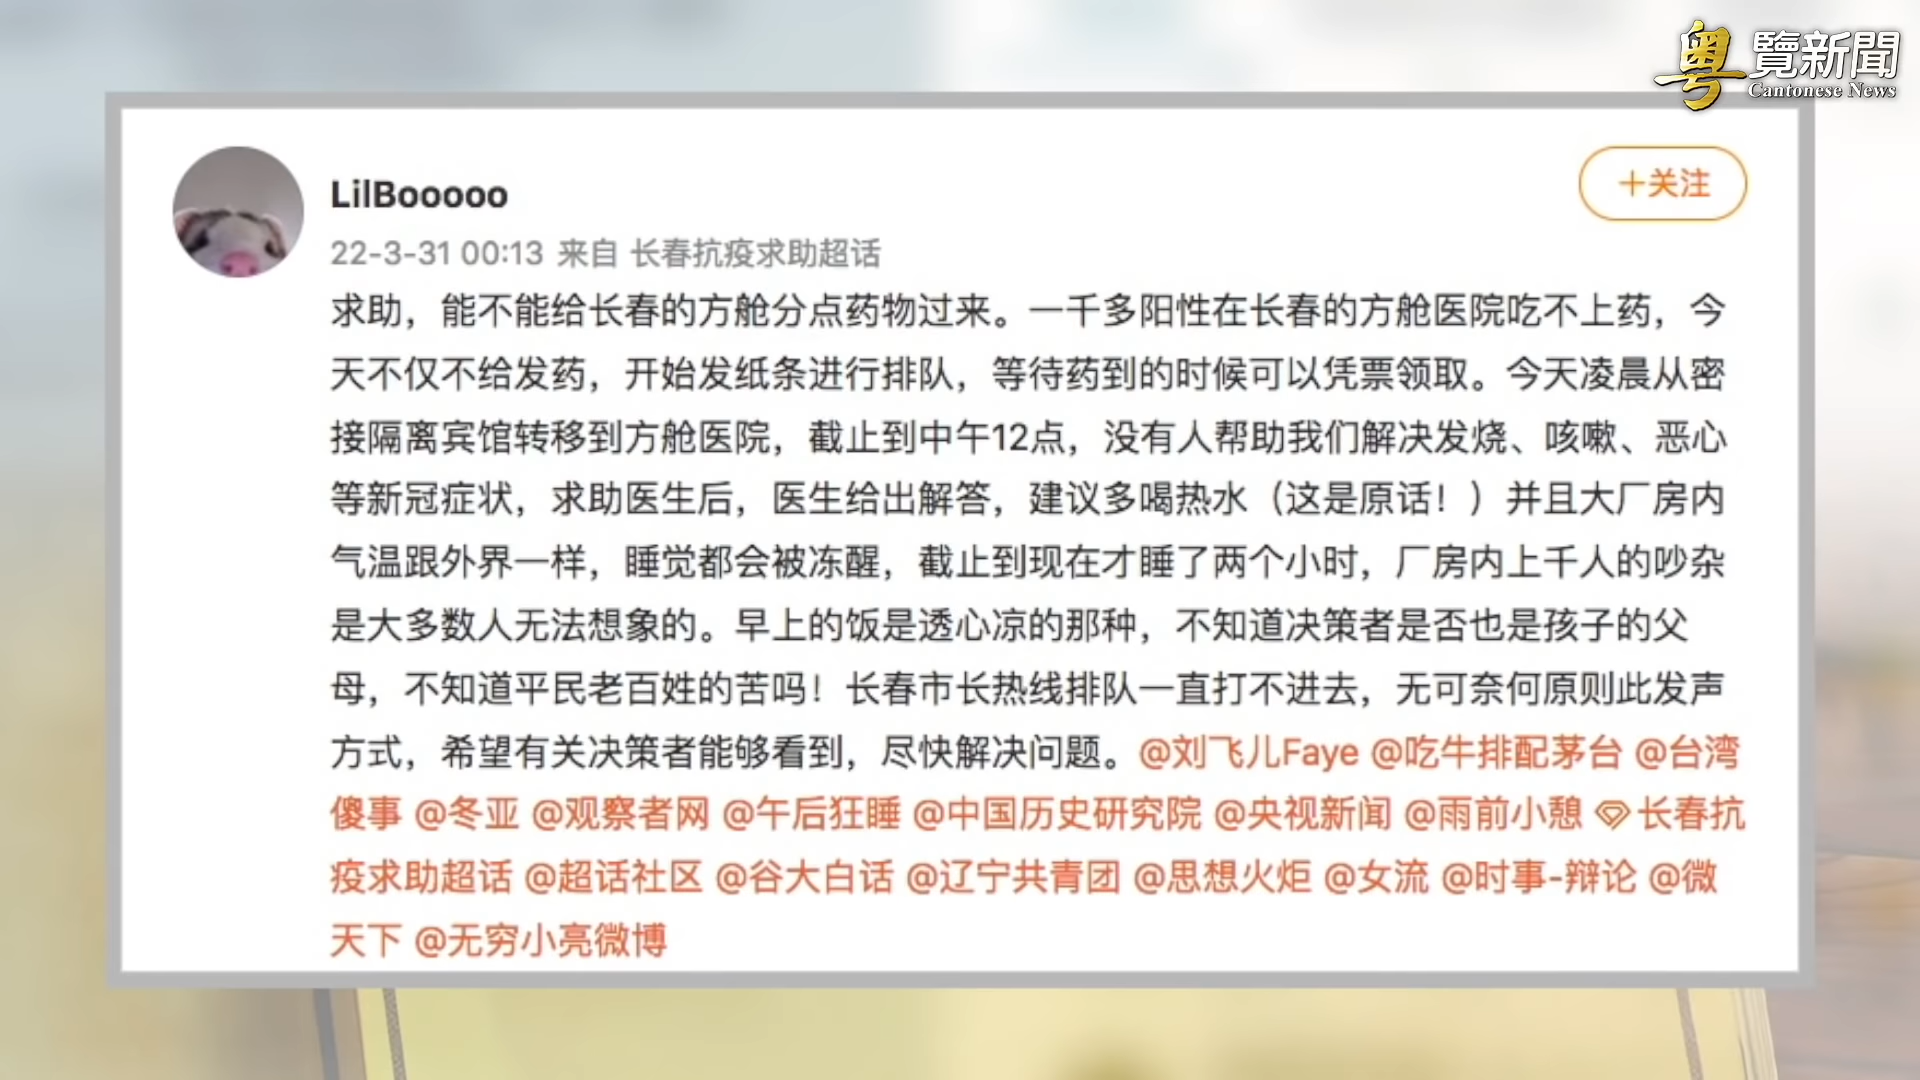 粤覽新聞
Cantonese News
LilBooooo
+关注
22-3-31 00:13 来自 长春抗疫求助超话
求助，能不能给长春的方舱分点药物过来。一千多阳性在长春的方舱医院吃不上药，今
天不仅不给发药，开始发纸条进行排队，等待药到的时候可以凭票领取。今天凌晨从密
接隔离宾馆转移到方舱医院，截止到中午12点，没有人帮助我们解决发烧、咳嗽、恶心
等新冠症状，求助医生后，医生给出解答，建议多喝热水（这是原话！）并且大厂房内
气温跟外界一样，睡觉都会被冻醒，截止到现在才睡了两个小时，厂房内上千人的吵杂
是大多数人无法想象的。早上的饭是透心凉的那种，不知道决策者是否也是孩子的父
母，不知道平民老百姓的苦吗！长春市长热线排队一直打不进去，无可奈何原则此发声
方式，希望有关决策者能够看到，尽快解决问题。@刘飞儿Faye @吃牛排配茅台 @台湾
傻事 @冬亚 @观察者网 @午后狂睡 @中国历史研究院 @央视新闻 @雨前小憩 长春抗
疫求助超话 @超话社区 @谷大白话 @辽宁共青团 @思想火炬 @女流 @时事-辩论 @微
天下 @无穷小亮微博